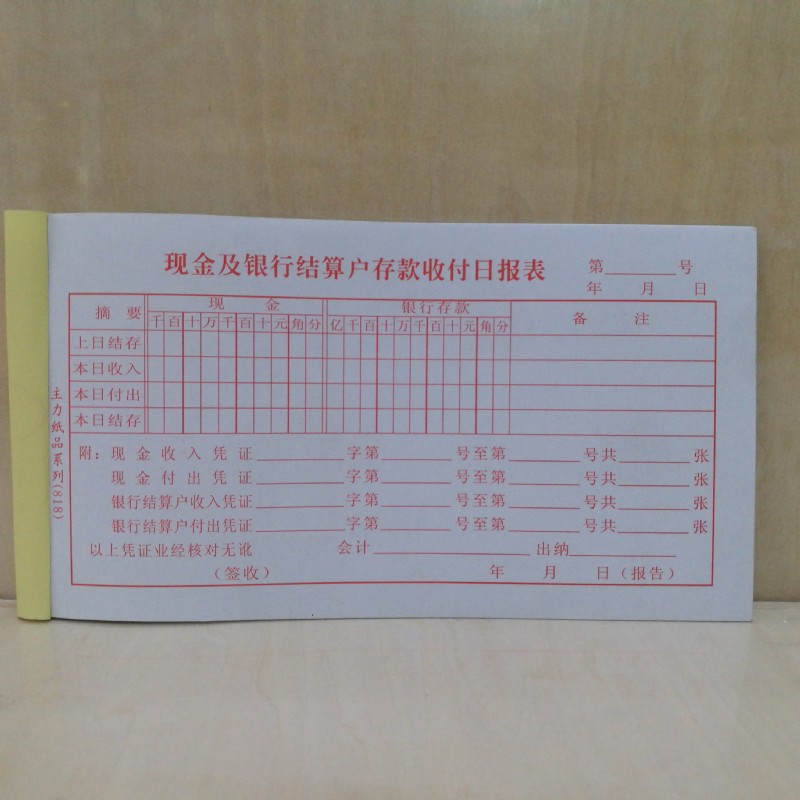 现金及银行结算户存款收付日报表
第 号
年 月 日
摘要 现金 银行存款 备注
千百十万千百十元角分 亿千百十万千百十元角分
上日结存
本日收入
本日付出
本日结存
附：现金收入凭证 字第 号至第 号共 张
现金付出凭证 字第 号至第 号共 张
银行结算户收入凭证 字第 号至第 号共 张
银行结算户付出凭证 字第 号至第 号共 张
以上凭证业经核对无讹 会计 出纳
（签收） 年 月 日（报告）
主力纸品系列(818)